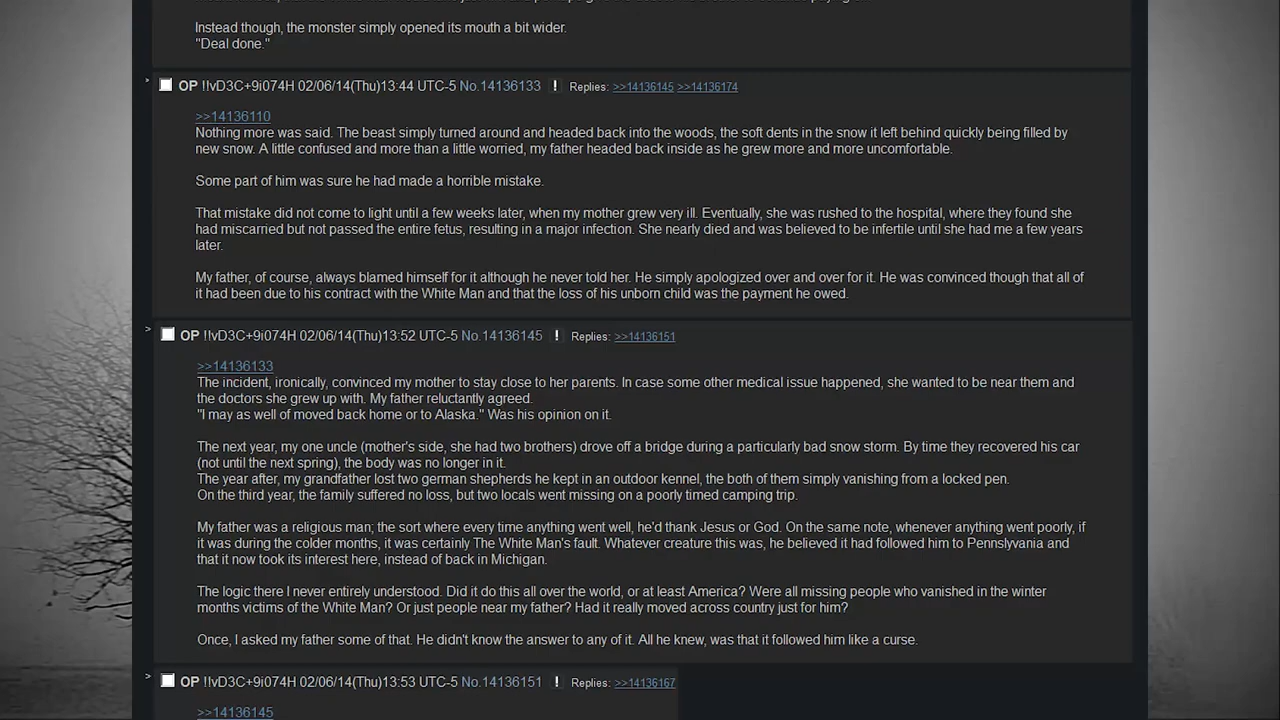 Instead though, the monster simply opened its mouth a bit wider.
"Deal done."
> OP !!vD3C+9i074H 02/06/14(Thu)13:44 UTC-5 No.14136133 ! Replies: >>14136145 >>14136174
>>14136110
Nothing more was said. The beast simply turned around and headed back into the woods, the soft dents in the snow it left behind quickly being filled by
new snow. A little confused and more than a little worried, my father headed back inside as he grew more and more uncomfortable.
Some part of him was sure he had made a horrible mistake.
That mistake did not come to light until a few weeks later, when my mother grew very ill. Eventually, she was rushed to the hospital, where they found she
had miscarried but not passed the entire fetus, resulting in a major infection. She nearly died and was believed to be infertile until she had me a few years
later.
My father, of course, always blamed himself for it although he never told her. He simply apologized over and over for it. He was convinced though that all of
it had been due to his contract with the White Man and that the loss of his unborn child was the payment he owed.
> OP !!vD3C+9i074H 02/06/14(Thu)13:52 UTC-5 No.14136145 ! Replies: >>14136151
>>14136133
The incident, ironically, convinced my mother to stay close to her parents. In case some other medical issue happened, she wanted to be near them and
the doctors she grew up with. My father reluctantly agreed.
"I may as well of moved back home or to Alaska." Was his opinion on it.
The next year, my one uncle (mother's side, she had two brothers) drove off a bridge during a particularly bad snow storm. By time they recovered his car
(not until the next spring), the body was no longer in it.
The year after, my grandfather lost two german shepherds he kept in an outdoor kennel, the both of them simply vanishing from a locked pen.
On the third year, the family suffered no loss, but two locals went missing on a poorly timed camping trip.
My father was a religious man; the sort where every time anything went well, he'd thank Jesus or God. On the same note, whenever anything went poorly, if
it was during the colder months, it was certainly The White Man's fault. Whatever creature this was, he believed it had followed him to Pennslyvania and
that it now took its interest here, instead of back in Michigan.
The logic there I never entirely understood. Did it do this all over the world, or at least America? Were all missing people who vanished in the winter
months victims of the White Man? Or just people near my father? Had it really moved across country just for him?
Once, I asked my father some of that. He didn't know the answer to any of it. All he knew, was that it followed him like a curse.
> OP !!vD3C+9i074H 02/06/14(Thu)13:53 UTC-5 No.14136151 ! Replies: >>14136167
>>14136145